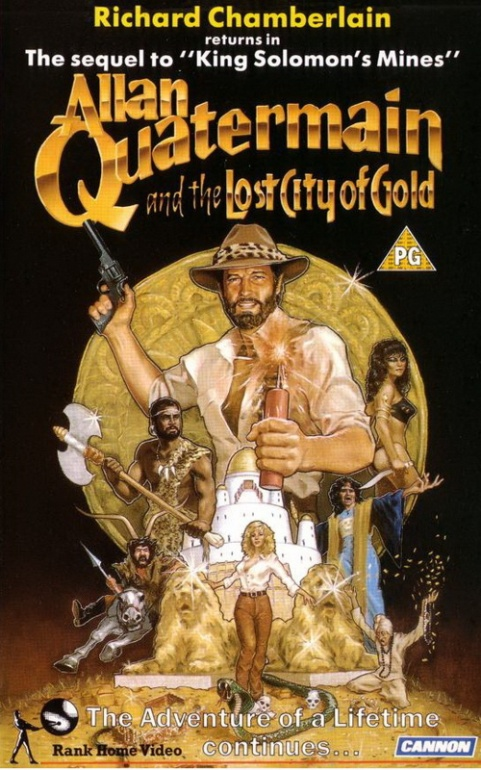 Richard Chamberlain
returns in
The sequel to ''King Solomon's Mines''
Allan
Quatermain
and the Lost City of Gold
PG
The Adventure of a Lifetime
Rank Home Video continues...
CANNON